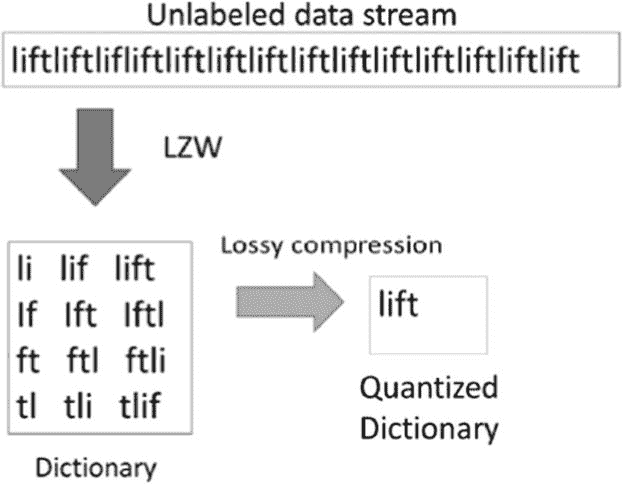 Unlabeled data stream
liftliftlifliftliftliftliftliftliftliftliftliftliftlift
LZW
Lossy compression
li lif lift
If Ift Iftl
ft ftl ftli
tl tli tlif
lift
Quantized
Dictionary
Dictionary